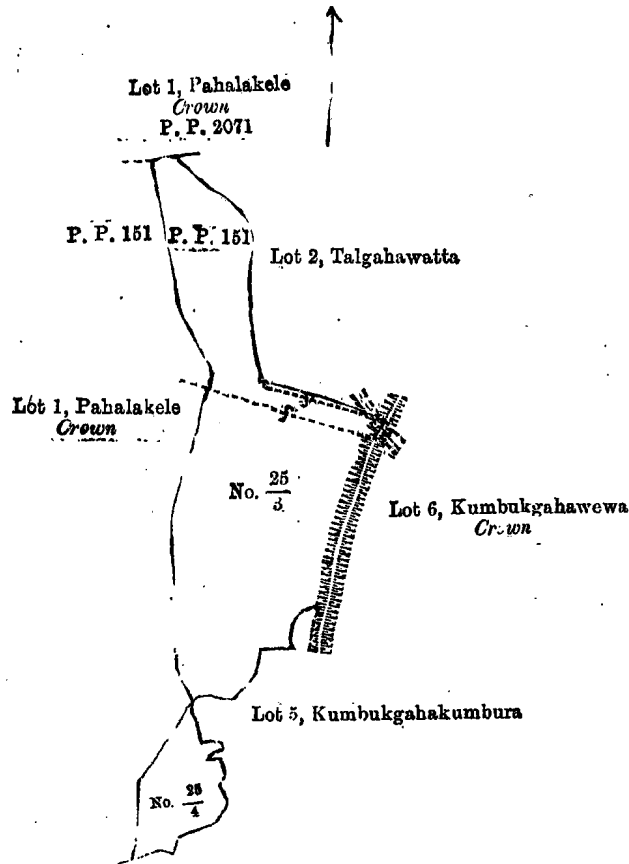 Lot 1, Pahalakele
Crown
P. P. 2071
P. P. 151 P. P. 151
Lot 2, Talgahawatta
Lot 1, Pahalakele
Crown
No. 25/3
Lot 6, Kumbukgahawewa
Crown
Lot 5, Kumbukgahakumbura
No. 25/4